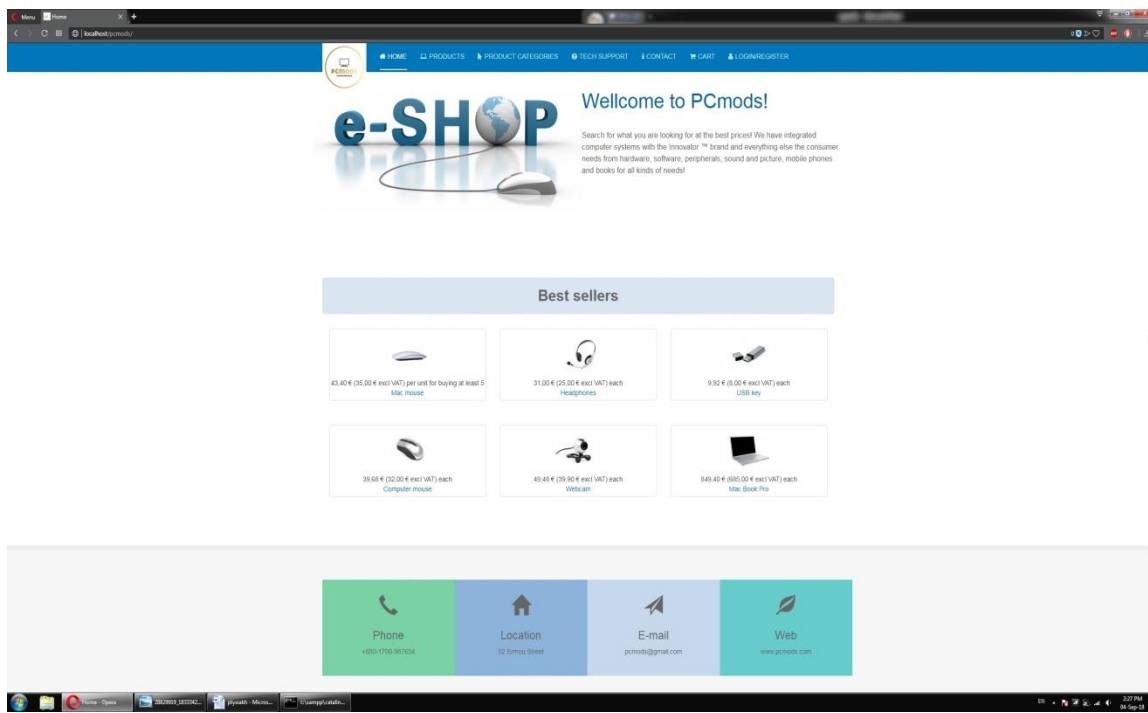 Menu
Home
localhost/pcmods/
PCMODS
HOME
PRODUCTS
PRODUCT CATEGORIES
TECH SUPPORT
CONTACT
CART
LOGIN/REGISTER
e-SHOP
Wellcome to PCmods!
Search for what you are looking for at the best prices! We have integrated
computer systems with the Innovator ™ brand and everything else the consumer
needs from hardware, software, peripherals, sound and picture, mobile phones
and books for all kinds of needs!
Best sellers
43,40 € (35,00 € excl VAT) per unit for buying at least 5
Mac mouse
31,00 € (25,00 € excl VAT) each
Headphones
9,92 € (8,00 € excl VAT) each
USB key
39,68 € (32,00 € excl VAT) each
Computer mouse
49,48 € (39,90 € excl VAT) each
Webcam
849,40 € (685,00 € excl VAT) each
Mac Book Pro
Phone
Location
52 Ermou Street
E-mail
pcmods@gmail.com
Web
www.pcmods.com
Home - Opera
EN
2:27 PM
04-Sep-18